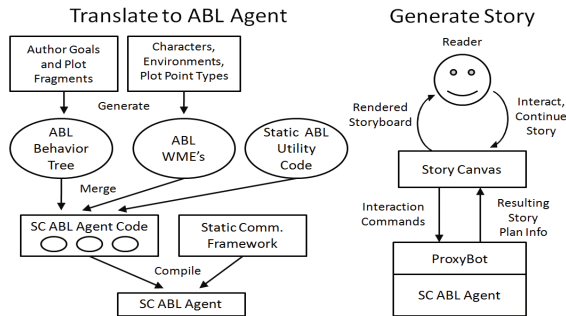 Translate to ABL Agent
Author Goals
and Plot
Fragments
Characters,
Environments,
Plot Point Types
Generate
ABL
Behavior
Tree
ABL
WME's
Static ABL
Utility
Code
Merge
SC ABL Agent Code
Static Comm.
Framework
Compile
SC ABL Agent
Generate Story
Reader
Rendered
Storyboard
Interact,
Continue
Story
Story Canvas
Interaction
Commands
Resulting
Story
Plan Info
ProxyBot
SC ABL Agent